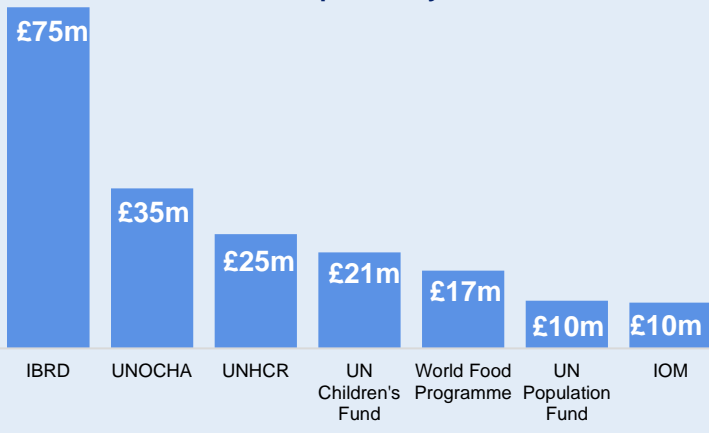 £75m
£35m
£25m
£21m
£17m
£10m
£10m
IBRD
UNOCHA
UNHCR
UN
Children's
Fund
World Food
Programme
UN
Population
Fund
IOM